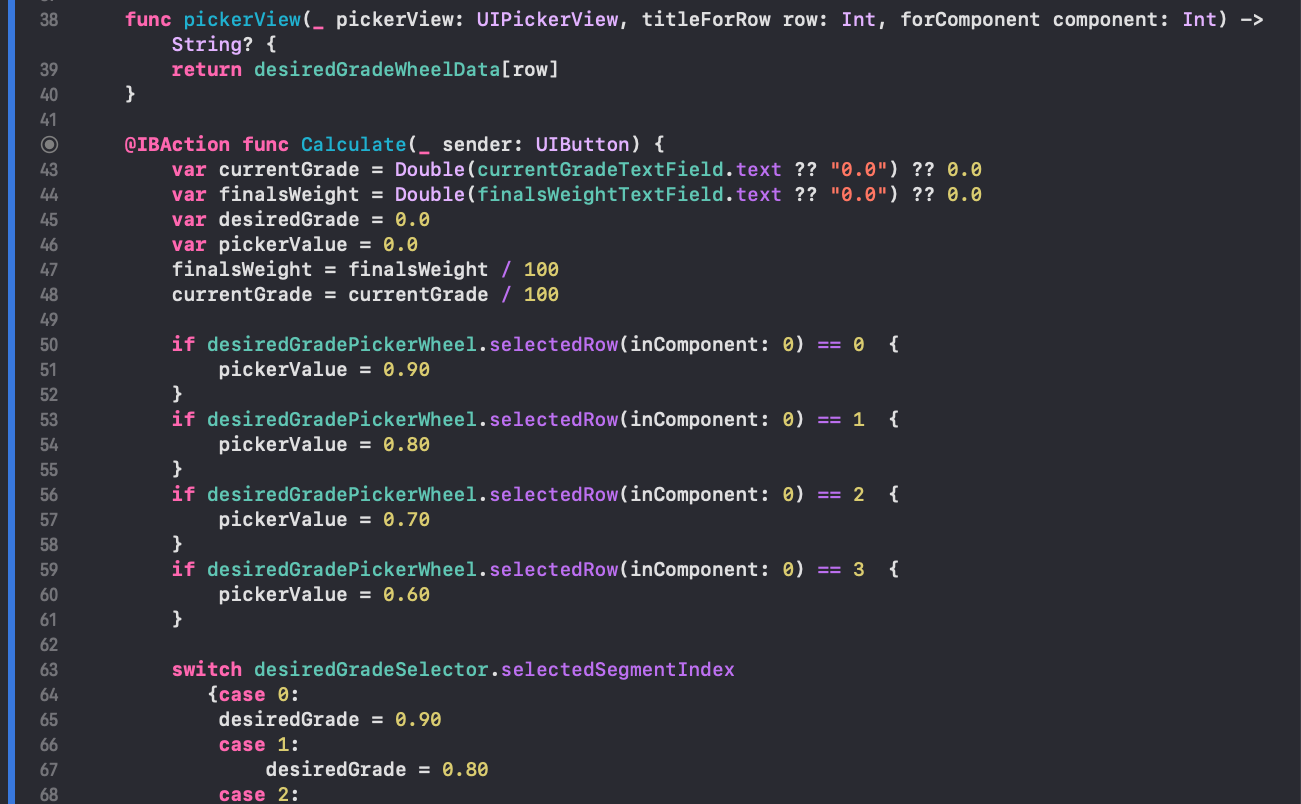 38 func pickerView(_ pickerView: UIPickerView, titleForRow row: Int, forComponent component: Int) ->
String? {
39 return desiredGradeWheelData[row]
40 }
41
@IBAction func Calculate(_ sender: UIButton) {
43 var currentGrade = Double(currentGradeTextField.text ?? "0.0") ?? 0.0
44 var finalsWeight = Double(finalsWeightTextField.text ?? "0.0") ?? 0.0
45 var desiredGrade = 0.0
46 var pickerValue = 0.0
47 finalsWeight = finalsWeight / 100
48 currentGrade = currentGrade / 100
49
50 if desiredGradePickerWheel.selectedRow(inComponent: 0) == 0 {
51 pickerValue = 0.90
52 }
53 if desiredGradePickerWheel.selectedRow(inComponent: 0) == 1 {
54 pickerValue = 0.80
55 }
56 if desiredGradePickerWheel.selectedRow(inComponent: 0) == 2 {
57 pickerValue = 0.70
58 }
59 if desiredGradePickerWheel.selectedRow(inComponent: 0) == 3 {
60 pickerValue = 0.60
61 }
62
63 switch desiredGradeSelector.selectedSegmentIndex
64 {case 0:
65 desiredGrade = 0.90
66 case 1:
67 desiredGrade = 0.80
68 case 2: